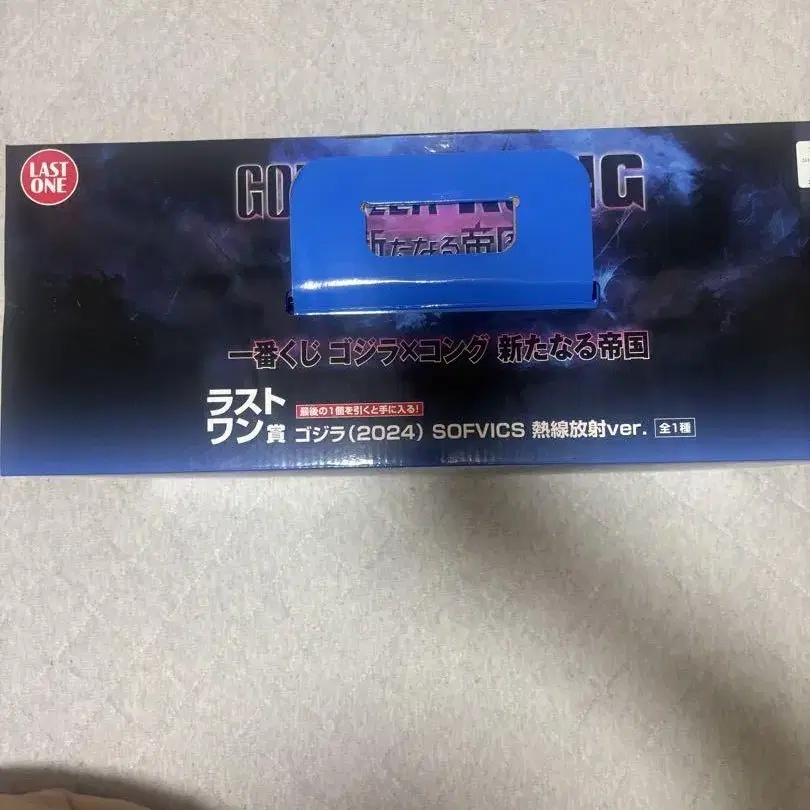 LAST
ONE
新たなる帝国
一番くじ ゴジラ×コング 新たなる帝国
ラスト
ワン賞
最後の1個を引くと手に入る!
ゴジラ(2024) SOFVICS 熱線放射ver. 全1種